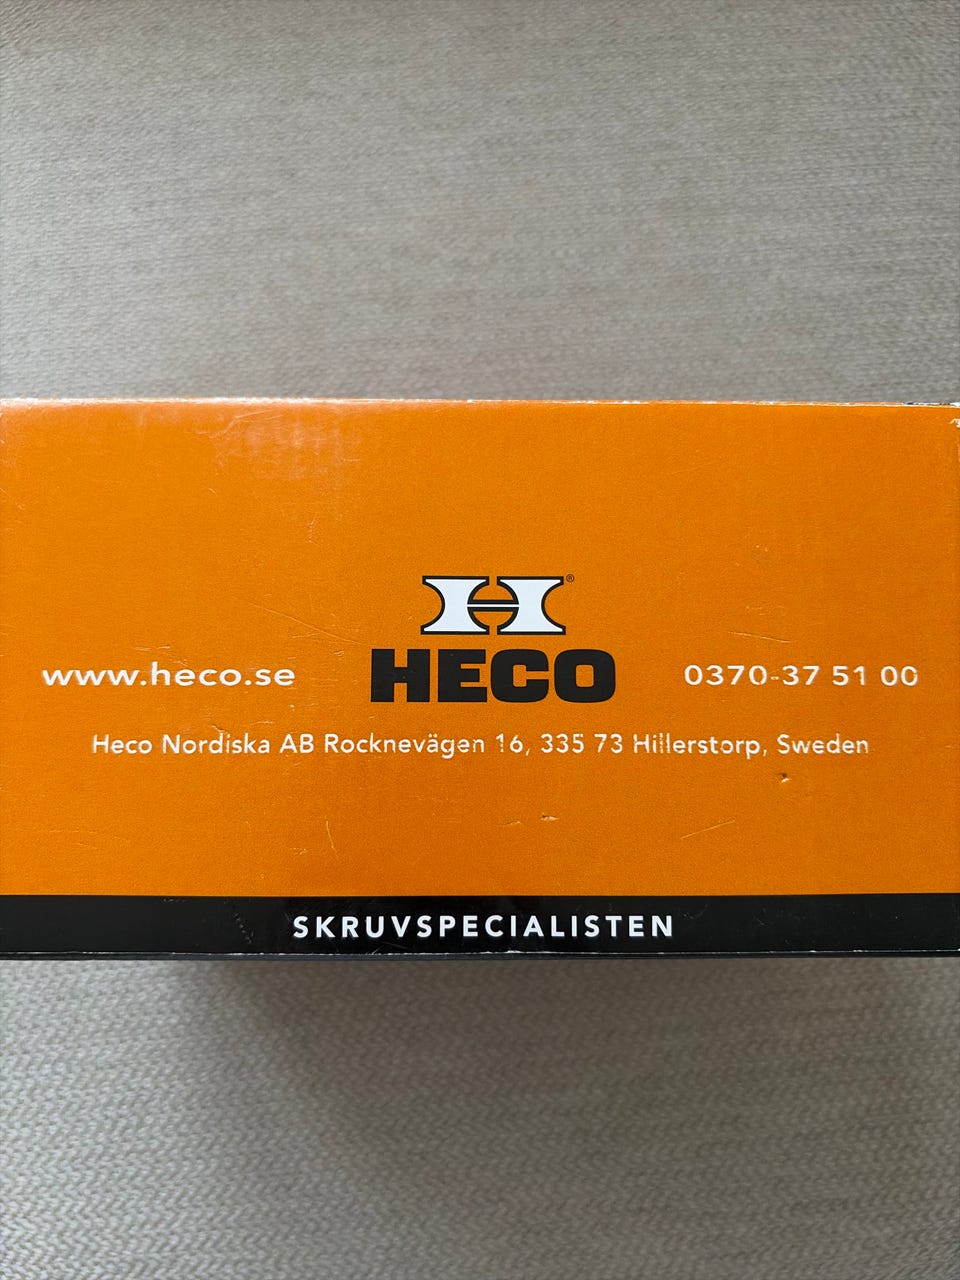 H®
HECO
www.heco.se
0370-37 51 00
Heco Nordiska AB Rocknevägen 16, 335 73 Hillerstorp, Sweden
SKRUVSPECIALISTEN